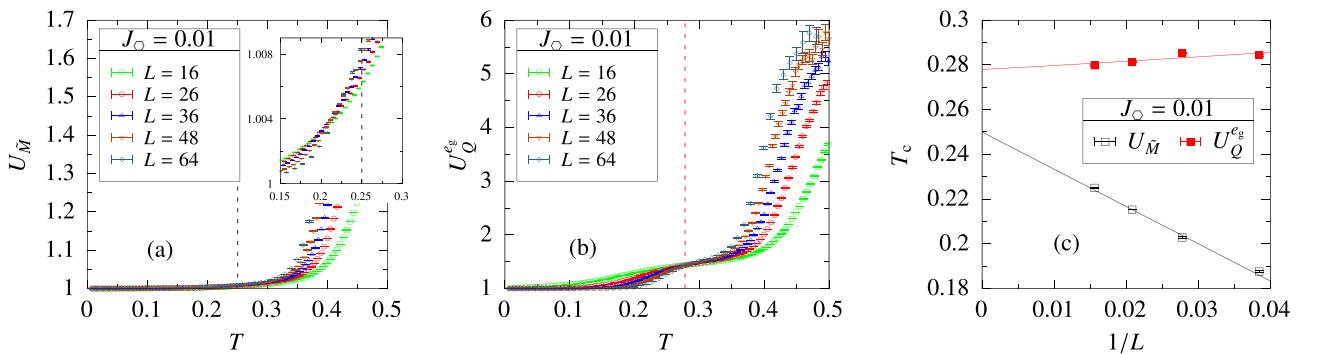 1.7
1.6
1.5
1.4
1.3
1.2
1.1
1
U_M̃
J_⬡ = 0.01
L = 16
L = 26
L = 36
L = 48
L = 64
1.008
1.004
1
0.15 0.2 0.25 0.3
(a)
0 0.1 0.2 0.3 0.4 0.5
T
6
5
4
3
2
1
U_Q^{e_g}
J_⬡ = 0.01
L = 16
L = 26
L = 36
L = 48
L = 64
(b)
0 0.1 0.2 0.3 0.4 0.5
T
0.3
0.28
0.26
0.24
0.22
0.2
0.18
T_c
J_⬡ = 0.01
U_M̃ U_Q^{e_g}
(c)
0 0.01 0.02 0.03 0.04
1/L